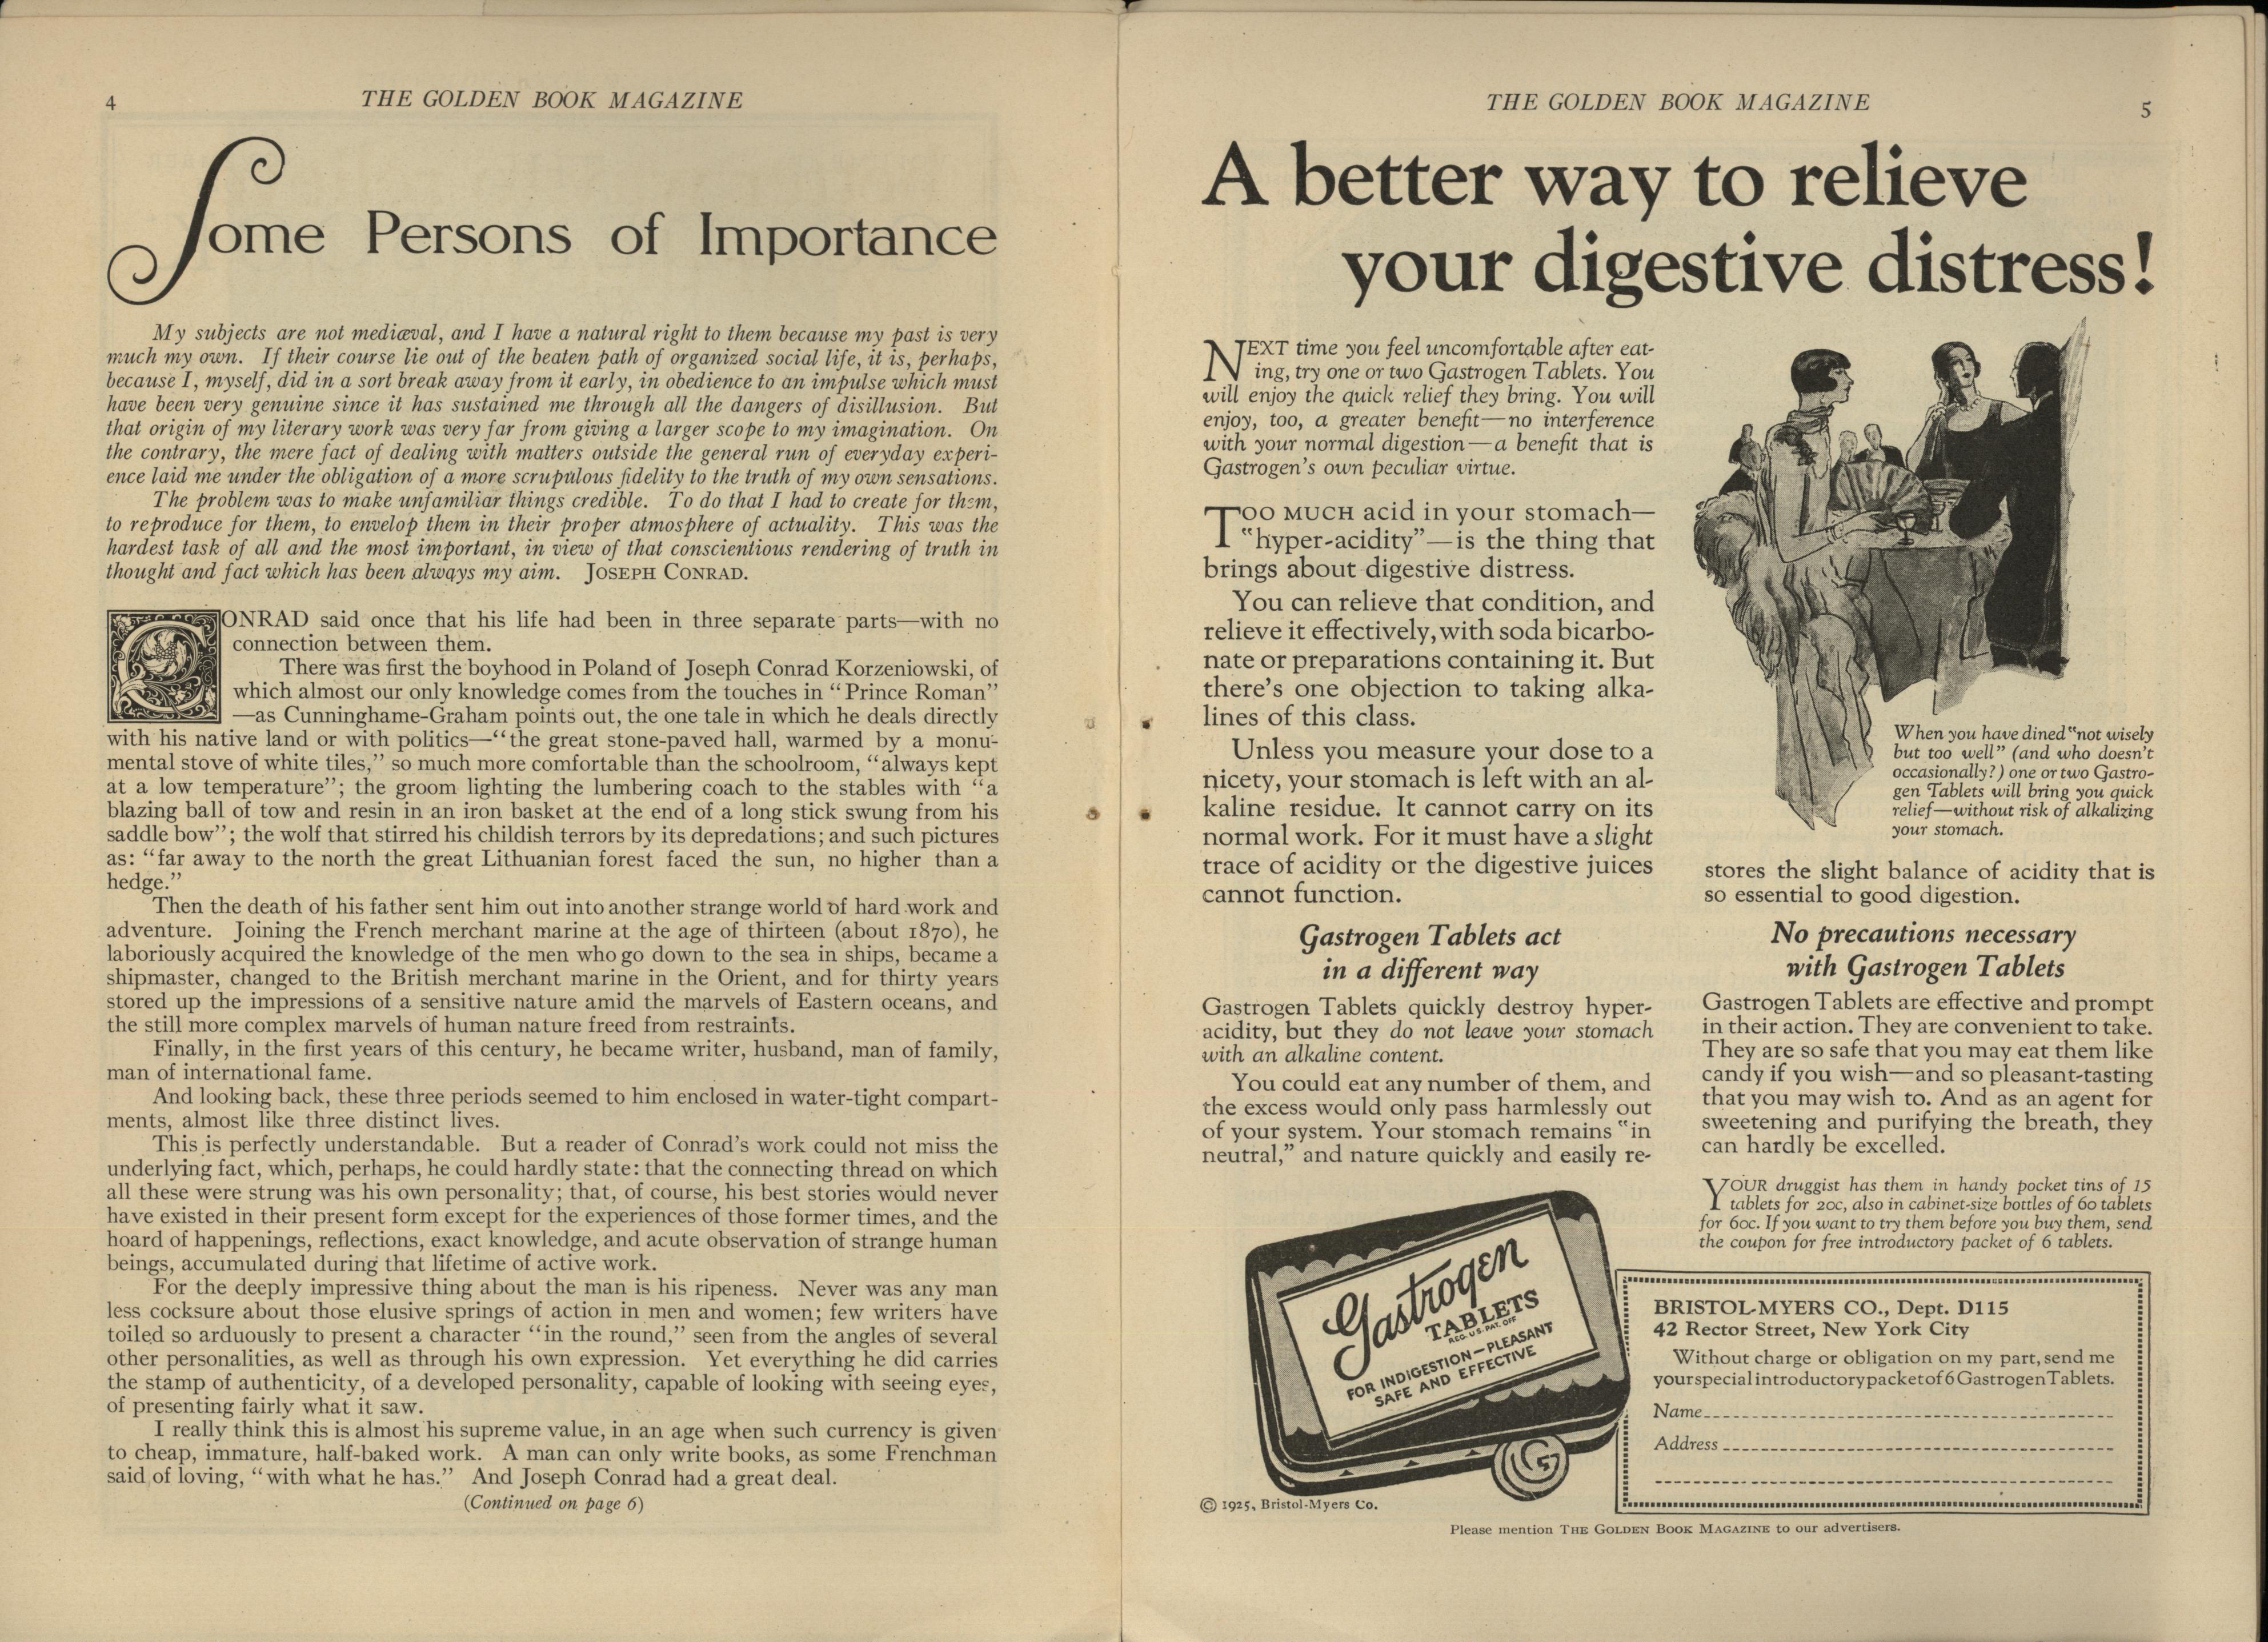 4
THE GOLDEN BOOK MAGAZINE
Some Persons of Importance
My subjects are not mediæval, and I have a natural right to them because my past is very
much my own. If their course lie out of the beaten path of organized social life, it is, perhaps,
because I, myself, did in a sort break away from it early, in obedience to an impulse which must
have been very genuine since it has sustained me through all the dangers of disillusion. But
that origin of my literary work was very far from giving a larger scope to my imagination. On
the contrary, the mere fact of dealing with matters outside the general run of everyday experi-
ence laid me under the obligation of a more scrupulous fidelity to the truth of my own sensations.
The problem was to make unfamiliar things credible. To do that I had to create for them,
to reproduce for them, to envelop them in their proper atmosphere of actuality. This was the
hardest task of all and the most important, in view of that conscientious rendering of truth in
thought and fact which has been always my aim. JOSEPH CONRAD.
CONRAD said once that his life had been in three separate parts—with no
connection between them.
There was first the boyhood in Poland of Joseph Conrad Korzeniowski, of
which almost our only knowledge comes from the touches in “Prince Roman”
—as Cunninghame-Graham points out, the one tale in which he deals directly
with his native land or with politics—“the great stone-paved hall, warmed by a monu-
mental stove of white tiles,” so much more comfortable than the schoolroom, “always kept
at a low temperature”; the groom lighting the lumbering coach to the stables with “a
blazing ball of tow and resin in an iron basket at the end of a long stick swung from his
saddle bow”; the wolf that stirred his childish terrors by its depredations; and such pictures
as: “far away to the north the great Lithuanian forest faced the sun, no higher than a
hedge.”
Then the death of his father sent him out into another strange world of hard work and
adventure. Joining the French merchant marine at the age of thirteen (about 1870), he
laboriously acquired the knowledge of the men who go down to the sea in ships, became a
shipmaster, changed to the British merchant marine in the Orient, and for thirty years
stored up the impressions of a sensitive nature amid the marvels of Eastern oceans, and
the still more complex marvels of human nature freed from restraints.
Finally, in the first years of this century, he became writer, husband, man of family,
man of international fame.
And looking back, these three periods seemed to him enclosed in water-tight compart-
ments, almost like three distinct lives.
This is perfectly understandable. But a reader of Conrad's work could not miss the
underlying fact, which, perhaps, he could hardly state: that the connecting thread on which
all these were strung was his own personality; that, of course, his best stories would never
have existed in their present form except for the experiences of those former times, and the
hoard of happenings, reflections, exact knowledge, and acute observation of strange human
beings, accumulated during that lifetime of active work.
For the deeply impressive thing about the man is his ripeness. Never was any man
less cocksure about those elusive springs of action in men and women; few writers have
toiled so arduously to present a character “in the round,” seen from the angles of several
other personalities, as well as through his own expression. Yet everything he did carries
the stamp of authenticity, of a developed personality, capable of looking with seeing eyes,
of presenting fairly what it saw.
I really think this is almost his supreme value, in an age when such currency is given
to cheap, immature, half-baked work. A man can only write books, as some Frenchman
said of loving, “with what he has.” And Joseph Conrad had a great deal.
(Continued on page 6)
THE GOLDEN BOOK MAGAZINE
5
A better way to relieve
your digestive distress!
NEXT time you feel uncomfortable after eat-
ing, try one or two Gastrogen Tablets. You
will enjoy the quick relief they bring. You will
enjoy, too, a greater benefit—no interference
with your normal digestion—a benefit that is
Gastrogen's own peculiar virtue.
TOO MUCH acid in your stomach—
“hyper-acidity”—is the thing that
brings about digestive distress.
You can relieve that condition, and
relieve it effectively, with soda bicarbo-
nate or preparations containing it. But
there's one objection to taking alka-
lines of this class.
Unless you measure your dose to a
nicety, your stomach is left with an al-
kaline residue. It cannot carry on its
normal work. For it must have a slight
trace of acidity or the digestive juices
cannot function.
Gastrogen Tablets act
in a different way
Gastrogen Tablets quickly destroy hyper-
acidity, but they do not leave your stomach
with an alkaline content.
You could eat any number of them, and
the excess would only pass harmlessly out
of your system. Your stomach remains “in
neutral,” and nature quickly and easily re-
When you have dined “not wisely
but too well” (and who doesn't
occasionally?) one or two Gastro-
gen Tablets will bring you quick
relief—without risk of alkalizing
your stomach.
stores the slight balance of acidity that is
so essential to good digestion.
No precautions necessary
with Gastrogen Tablets
Gastrogen Tablets are effective and prompt
in their action. They are convenient to take.
They are so safe that you may eat them like
candy if you wish—and so pleasant-tasting
that you may wish to. And as an agent for
sweetening and purifying the breath, they
can hardly be excelled.
YOUR druggist has them in handy pocket tins of 15
tablets for 20c, also in cabinet-size bottles of 60 tablets
for 60c. If you want to try them before you buy them, send
the coupon for free introductory packet of 6 tablets.
Gastrogen
TABLETS
REG. U.S. PAT. OFF
FOR INDIGESTION—PLEASANT
SAFE AND EFFECTIVE
G
© 1925, Bristol-Myers Co.
BRISTOL-MYERS CO., Dept. D115
42 Rector Street, New York City
Without charge or obligation on my part, send me
your special introductory packet of 6 Gastrogen Tablets.
Name
Address
Please mention THE GOLDEN BOOK MAGAZINE to our advertisers.